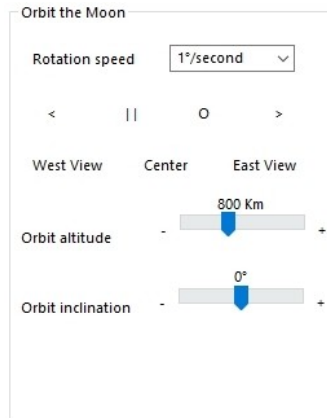 Orbit the Moon
Rotation speed 1°/second
< || O >
West View Center East View
800 Km
Orbit altitude - +
0°
Orbit inclination - +